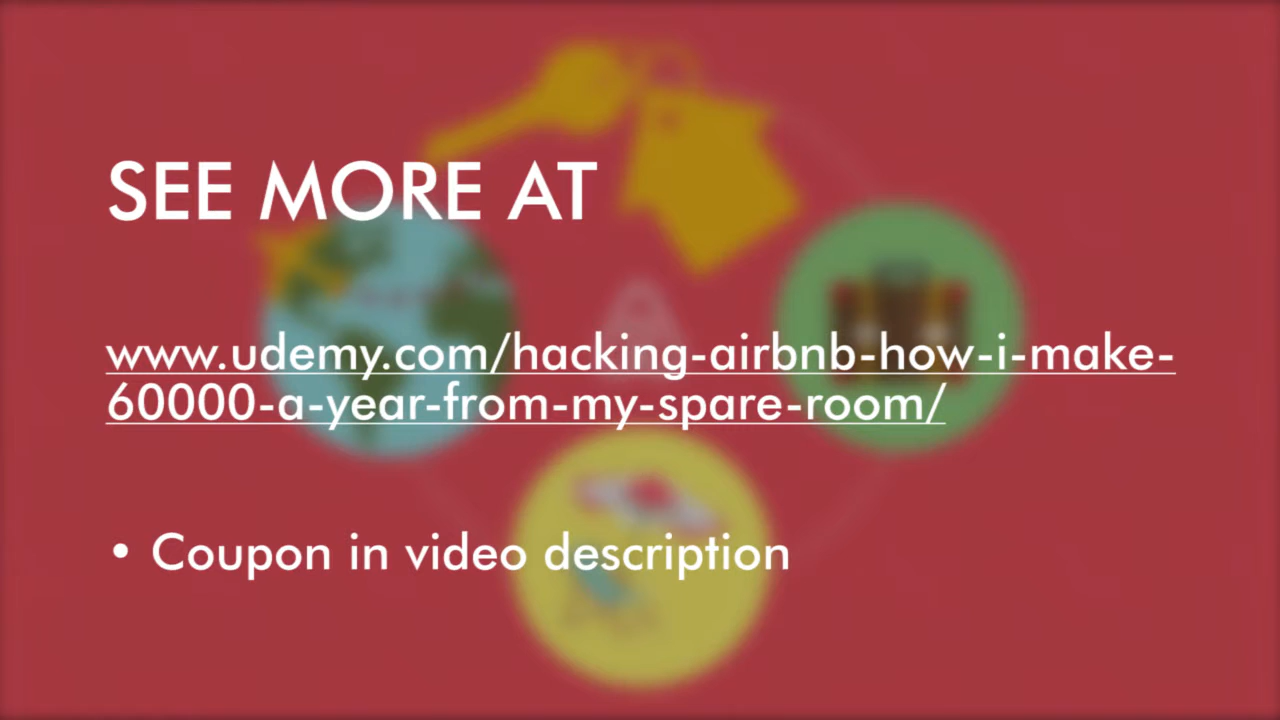 SEE MORE AT
www.udemy.com/hacking-airbnb-how-i-make-
60000-a-year-from-my-spare-room/
• Coupon in video description